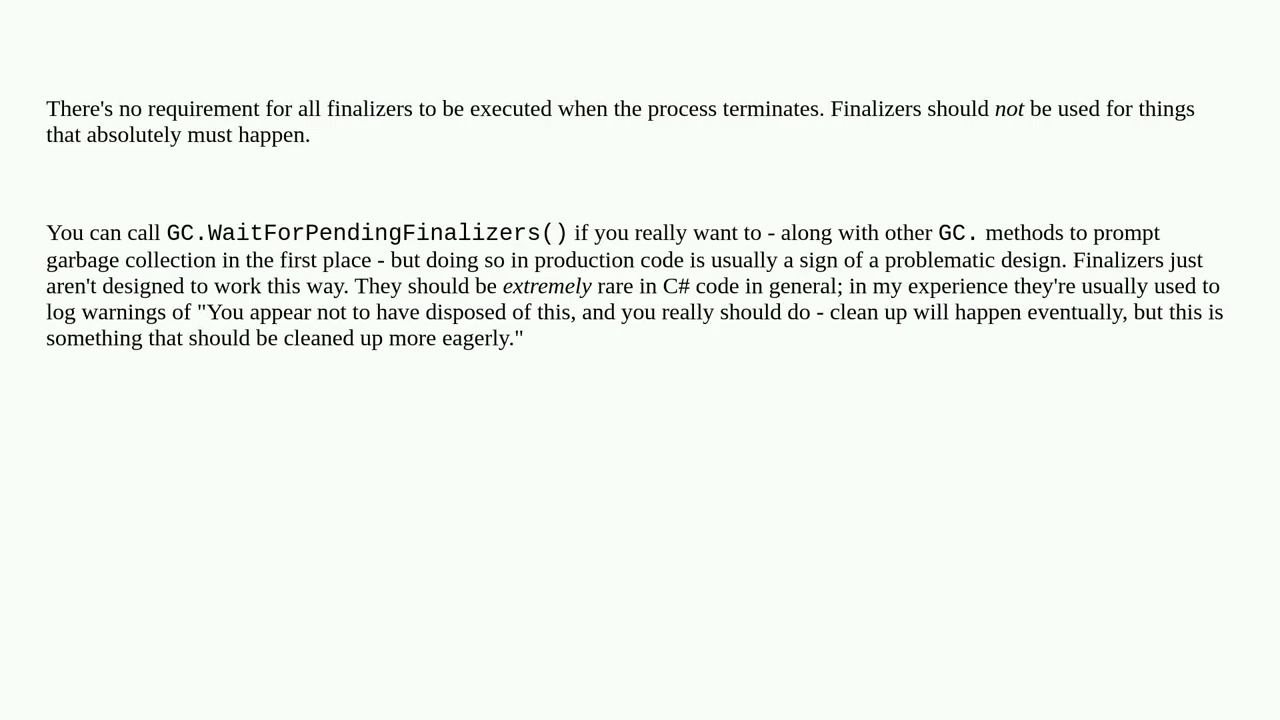 There's no requirement for all finalizers to be executed when the process terminates. Finalizers should not be used for things
that absolutely must happen.
You can call GC.WaitForPendingFinalizers() if you really want to - along with other GC. methods to prompt
garbage collection in the first place - but doing so in production code is usually a sign of a problematic design. Finalizers just
aren't designed to work this way. They should be extremely rare in C# code in general; in my experience they're usually used to
log warnings of "You appear not to have disposed of this, and you really should do - clean up will happen eventually, but this is
something that should be cleaned up more eagerly."